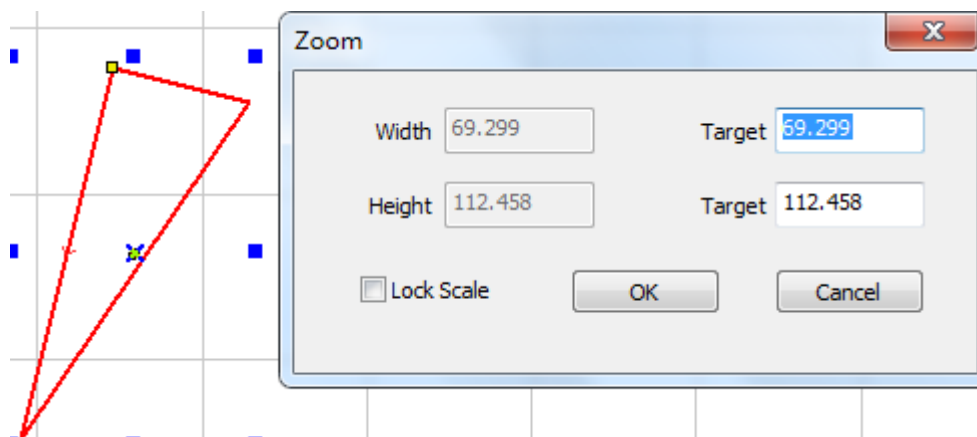 Zoom
Width 69.299 Target 69.299
Height 112.458 Target 112.458
Lock Scale OK Cancel